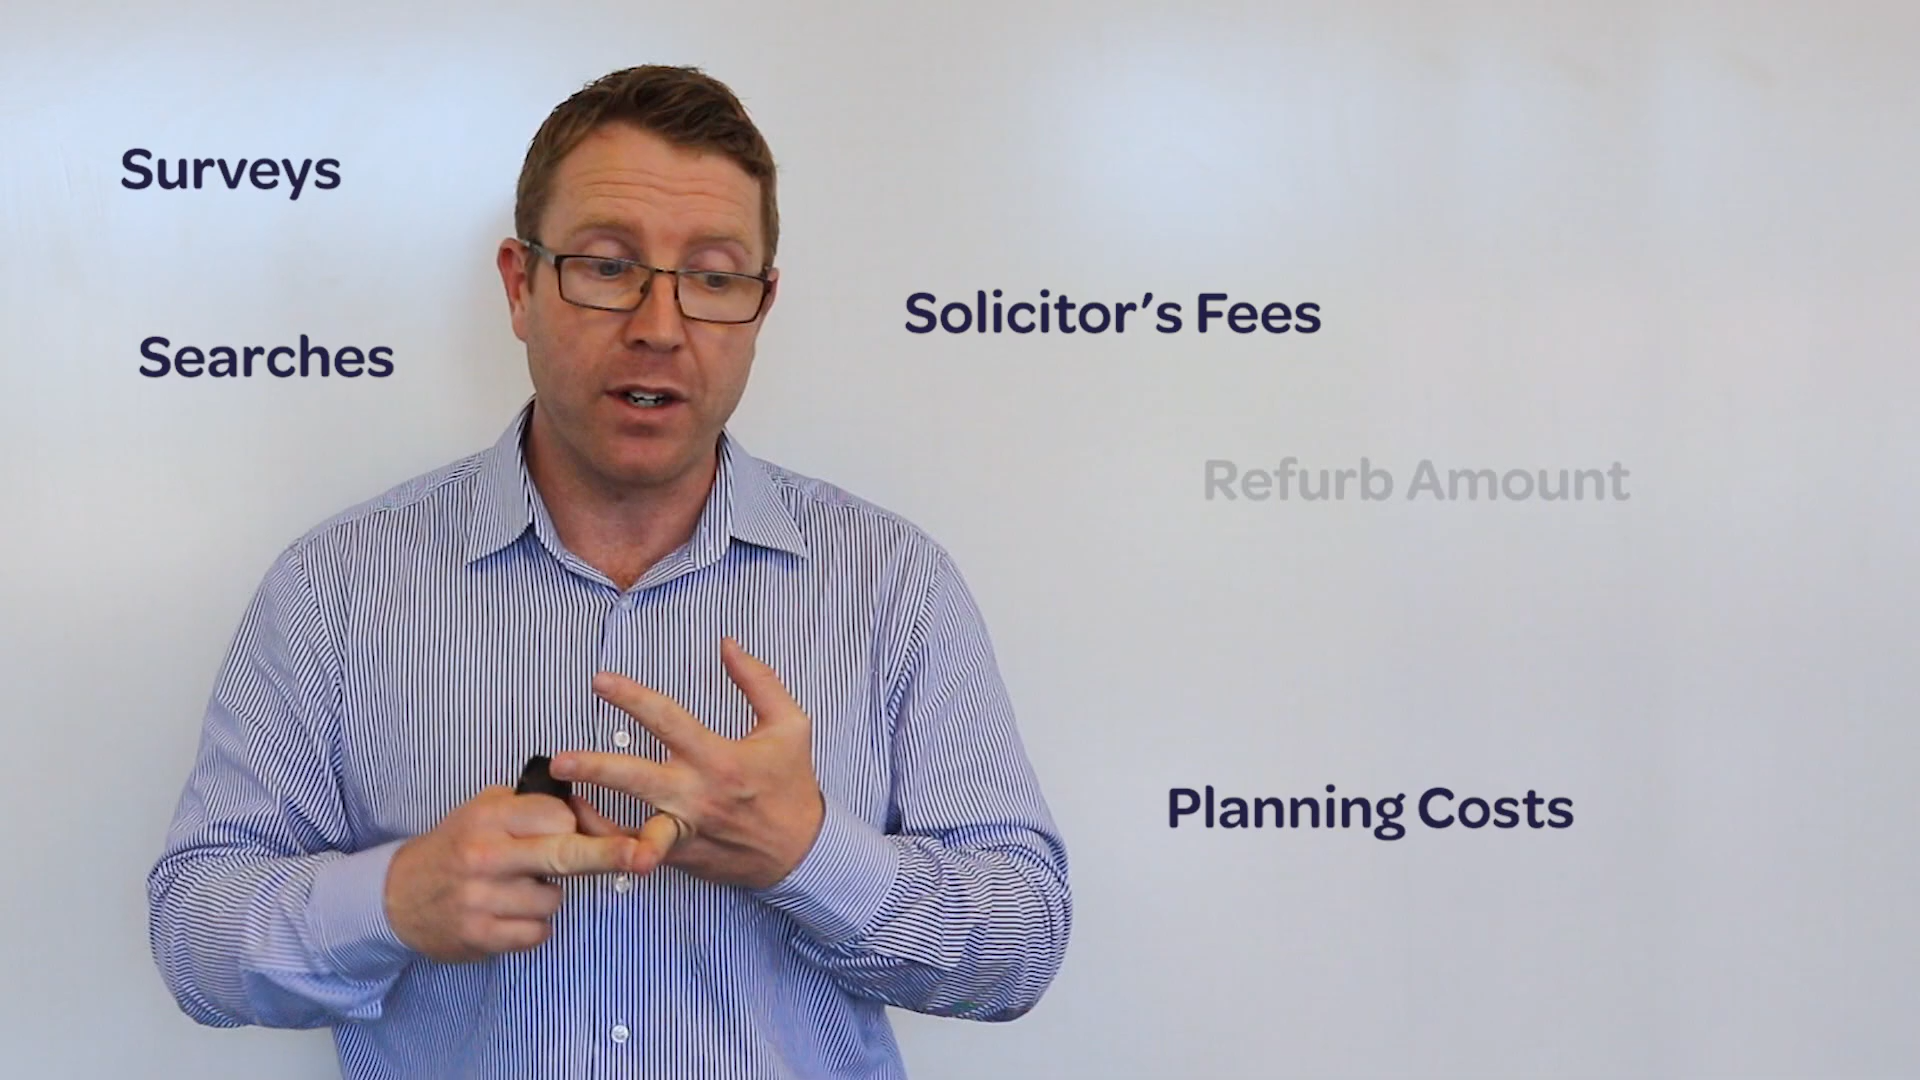 Surveys
Searches
Solicitor's Fees
Refurb Amount
Planning Costs